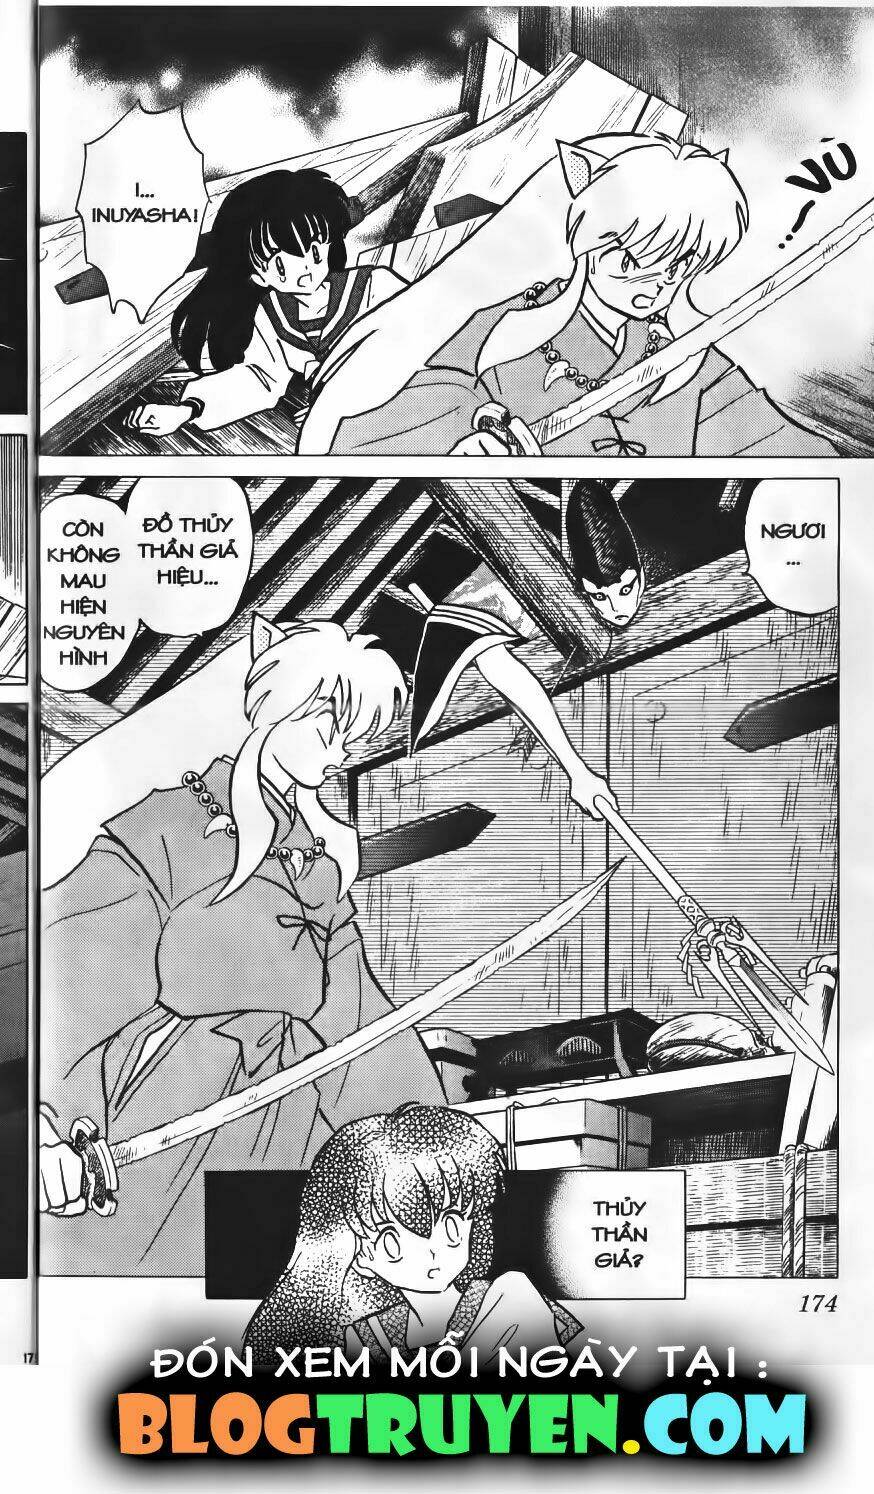 I...
INUYASHA!
VÙ
NGƯƠI
...
ĐỒ THỦY
THẦN GIẢ
HIỆU...
CÒN
KHÔNG
MAU
HIỆN
NGUYÊN
HÌNH
THỦY
THẦN
GIẢ?
174
17
ĐÓN XEM MỖI NGÀY TẠI :
BLOGTRUYEN.COM